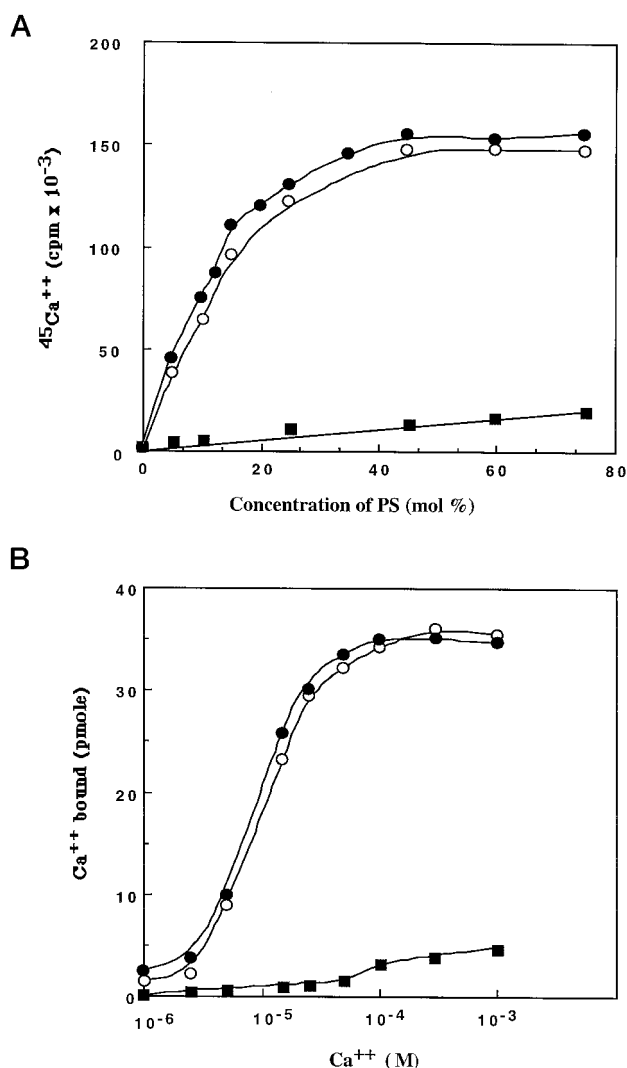 A
200
150
100
50
0
⁴⁵Ca⁺⁺ (cpm x 10⁻³)
0 20 40 60 80
Concentration of PS (mol %)
B
40
30
20
10
0
Ca⁺⁺ bound (pmole)
10⁻⁶ 10⁻⁵ 10⁻⁴ 10⁻³
Ca⁺⁺ (M)